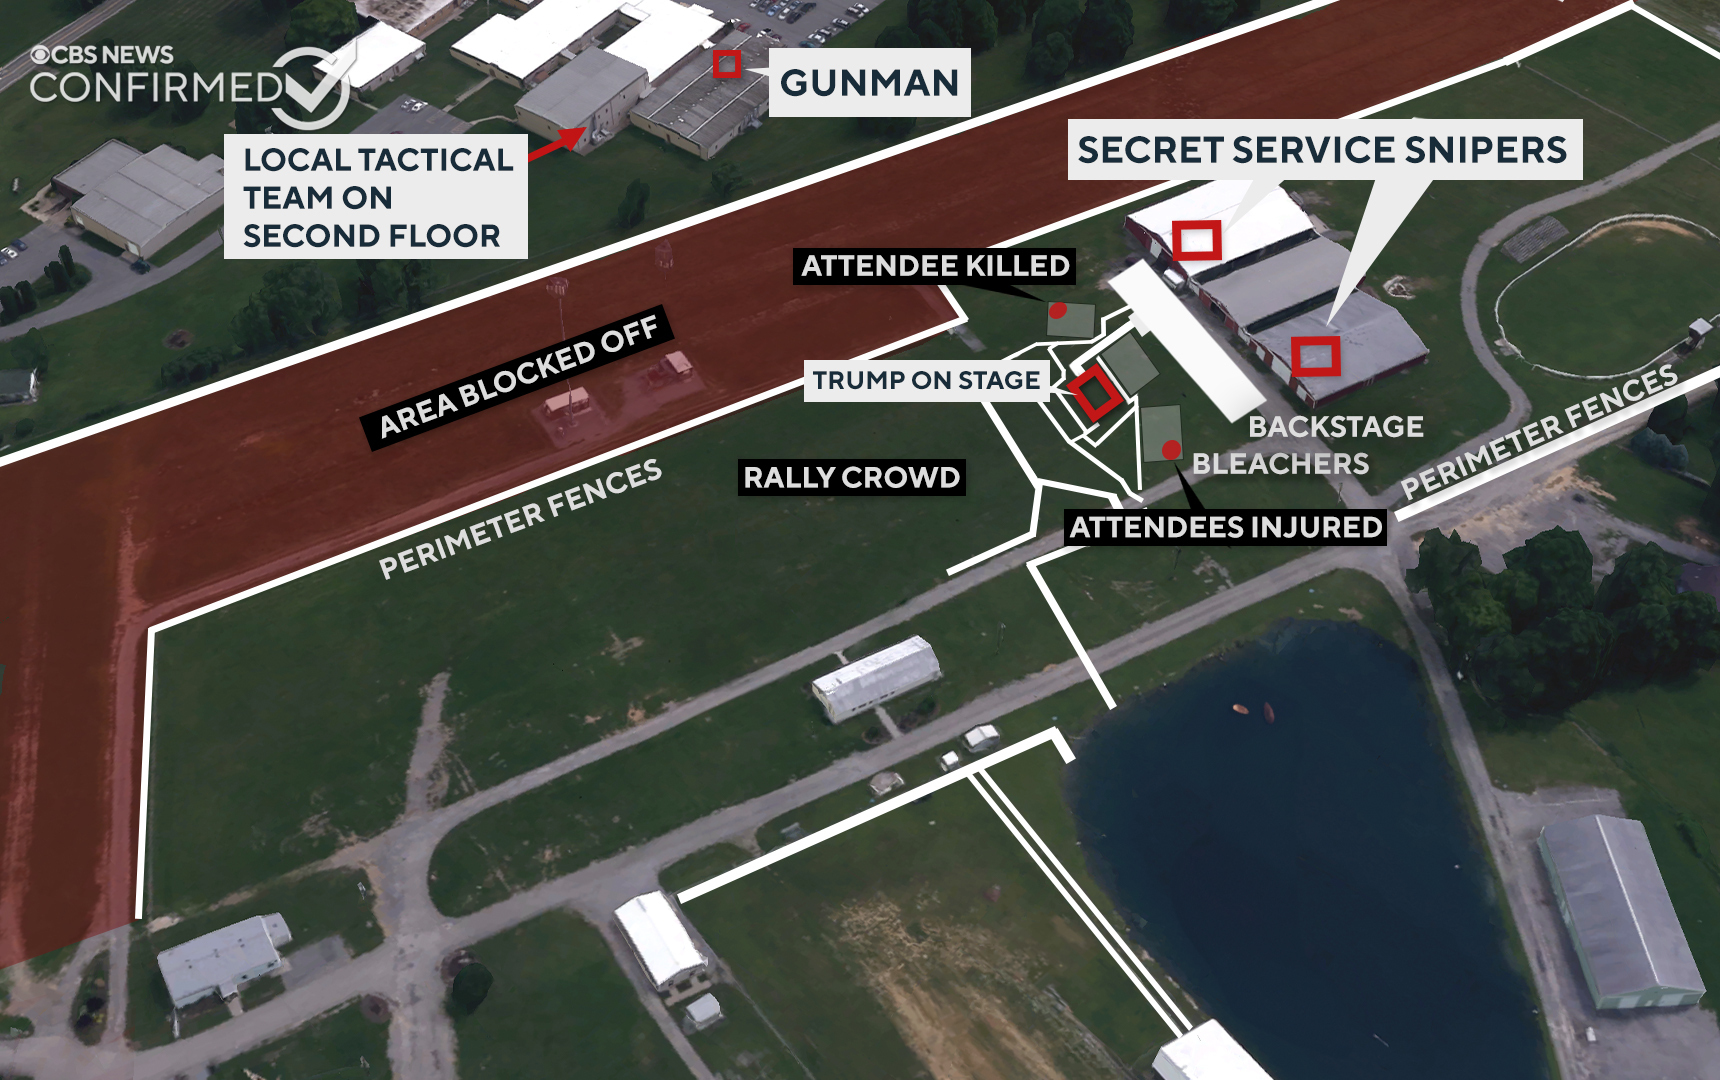 CBS NEWS
CONFIRMED
GUNMAN
LOCAL TACTICAL
TEAM ON
SECOND FLOOR
SECRET SERVICE SNIPERS
ATTENDEE KILLED
AREA BLOCKED OFF
TRUMP ON STAGE
PERIMETER FENCES
RALLY CROWD
BACKSTAGE
BLEACHERS
PERIMETER FENCES
ATTENDEES INJURED